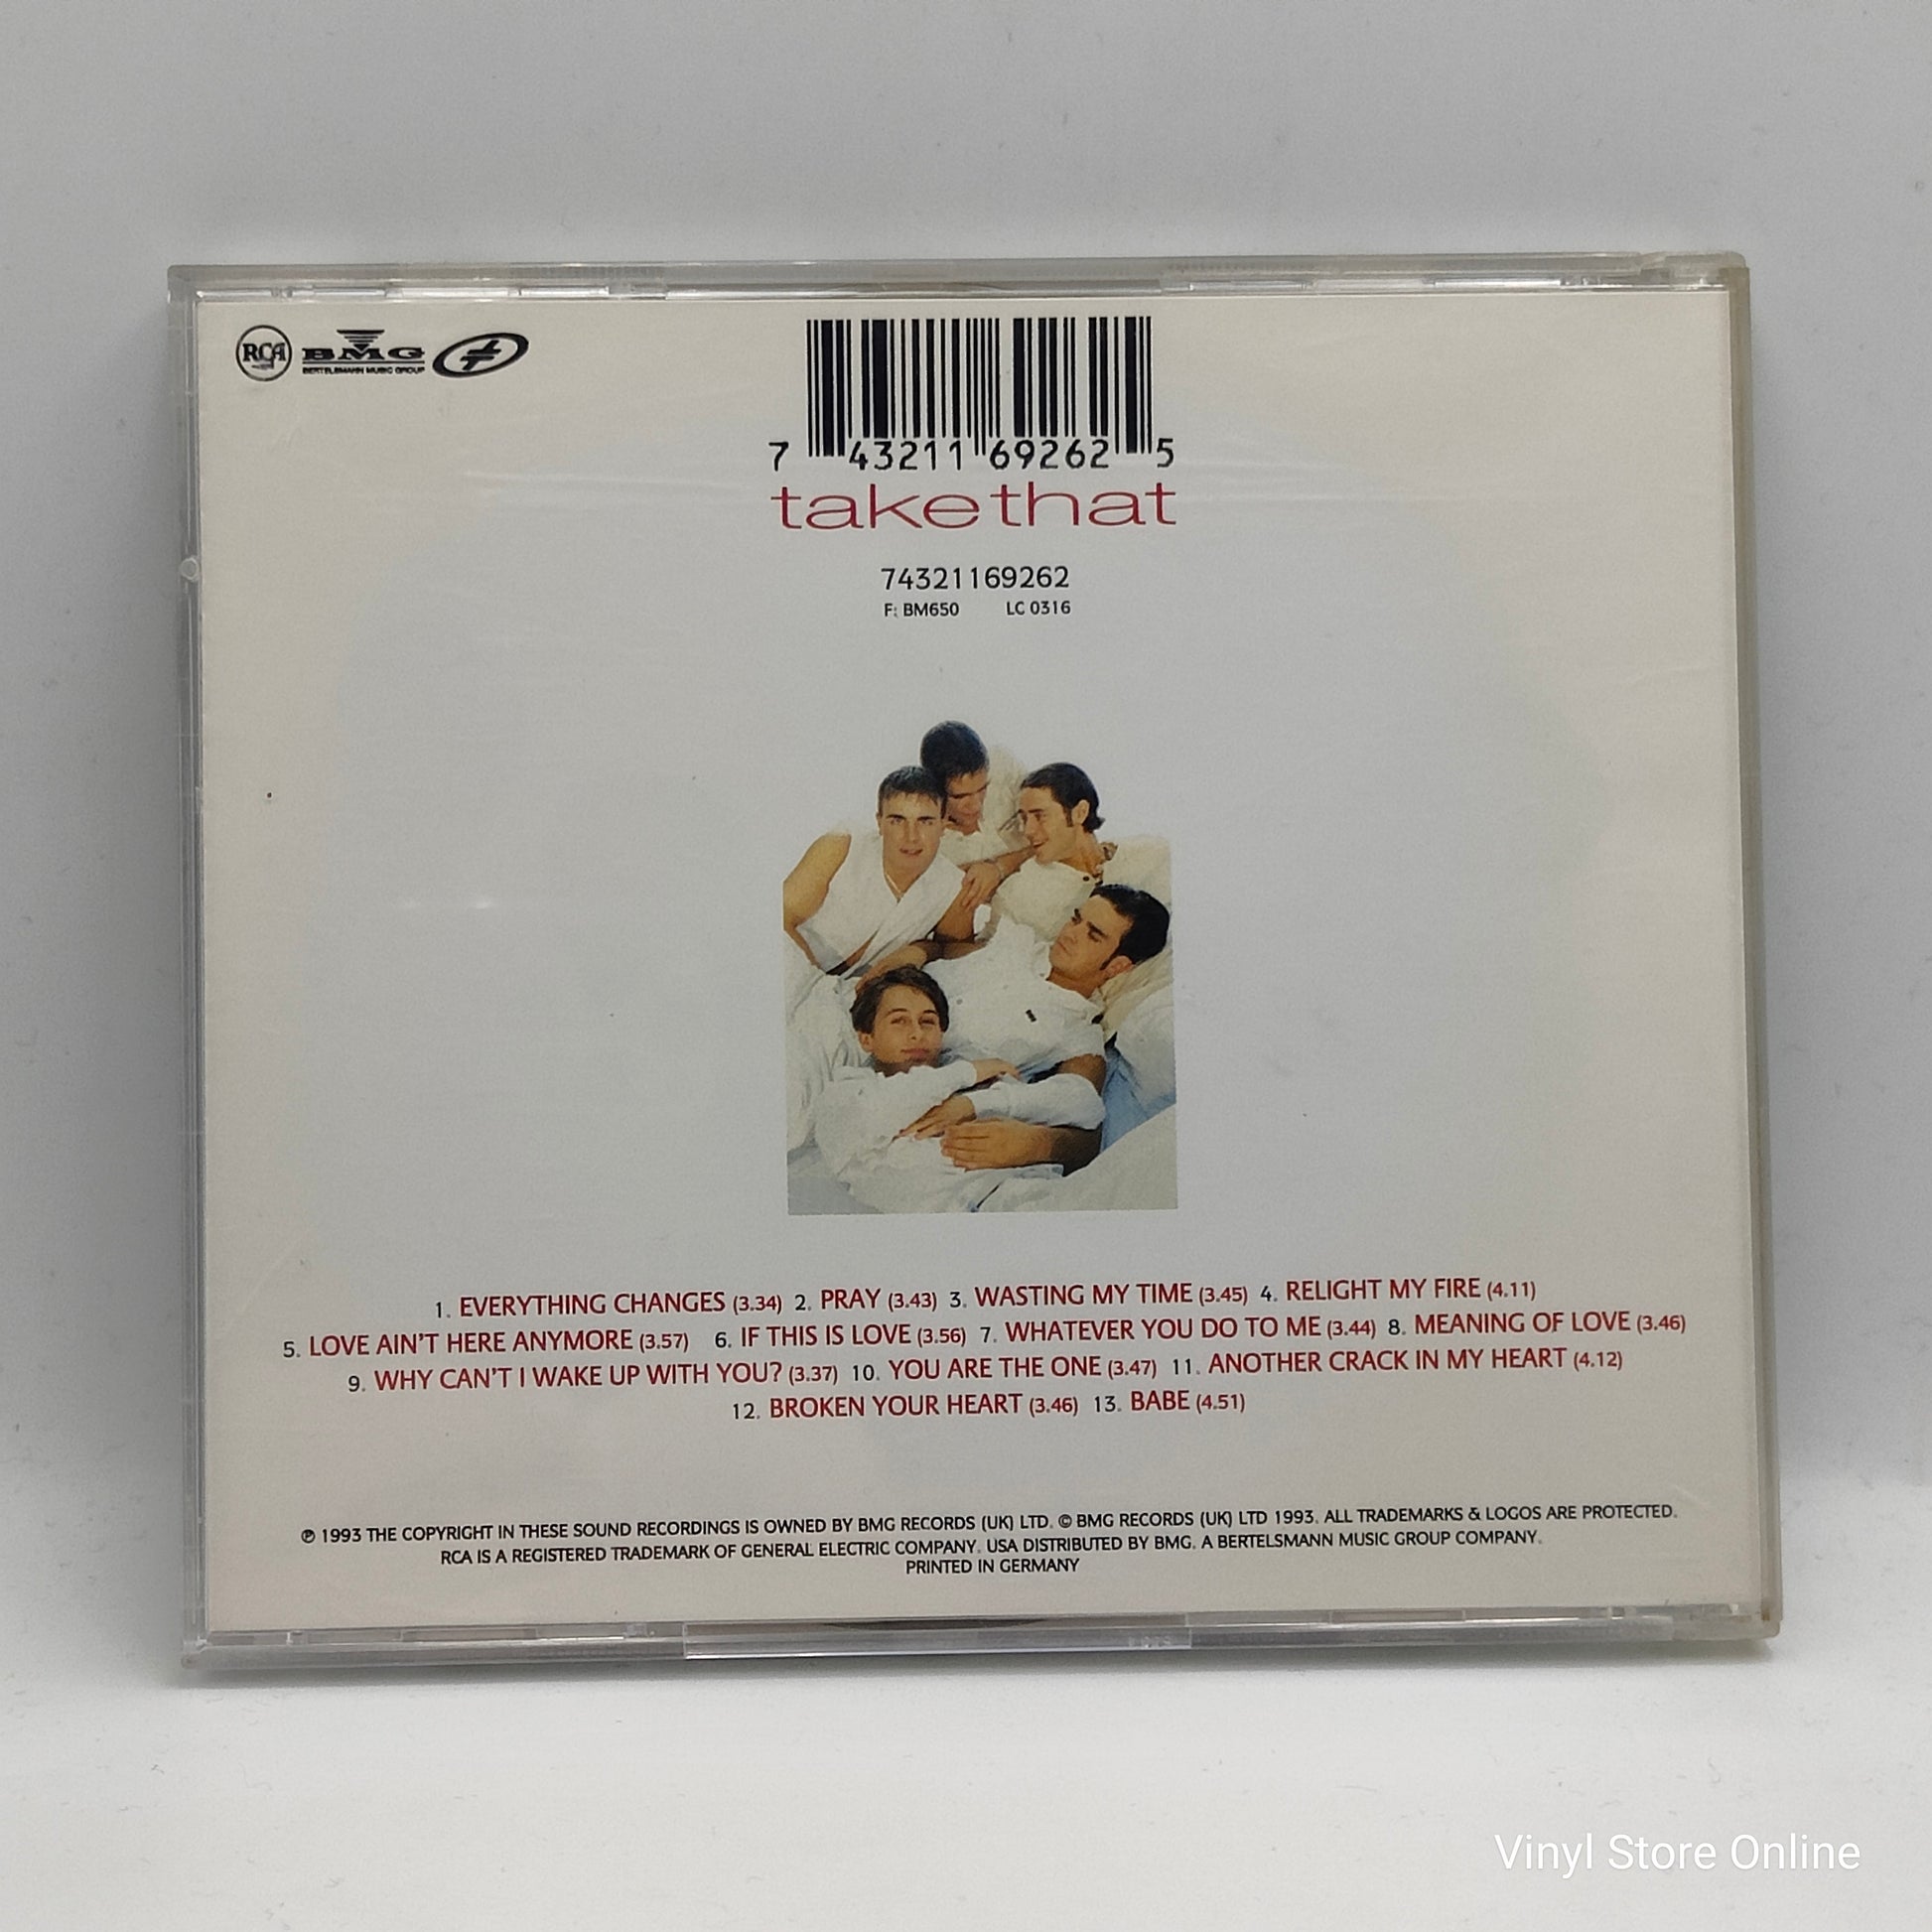 RCA BMG
BERTELSMANN MUSIC GROUP
7 43211 69262 5
take that
74321169262
F: BM650 LC 0316
1. EVERYTHING CHANGES (3.34) 2. PRAY (3.43) 3. WASTING MY TIME (3.45) 4. RELIGHT MY FIRE (4.11)
5. LOVE AIN'T HERE ANYMORE (3.57) 6. IF THIS IS LOVE (3.56) 7. WHATEVER YOU DO TO ME (3.44) 8. MEANING OF LOVE (3.46)
9. WHY CAN'T I WAKE UP WITH YOU? (3.37) 10. YOU ARE THE ONE (3.47) 11. ANOTHER CRACK IN MY HEART (4.12)
12. BROKEN YOUR HEART (3.46) 13. BABE (4.51)
℗ 1993 THE COPYRIGHT IN THESE SOUND RECORDINGS IS OWNED BY BMG RECORDS (UK) LTD. © BMG RECORDS (UK) LTD 1993. ALL TRADEMARKS & LOGOS ARE PROTECTED.
RCA IS A REGISTERED TRADEMARK OF GENERAL ELECTRIC COMPANY. USA DISTRIBUTED BY BMG. A BERTELSMANN MUSIC GROUP COMPANY.
PRINTED IN GERMANY
Vinyl Store Online